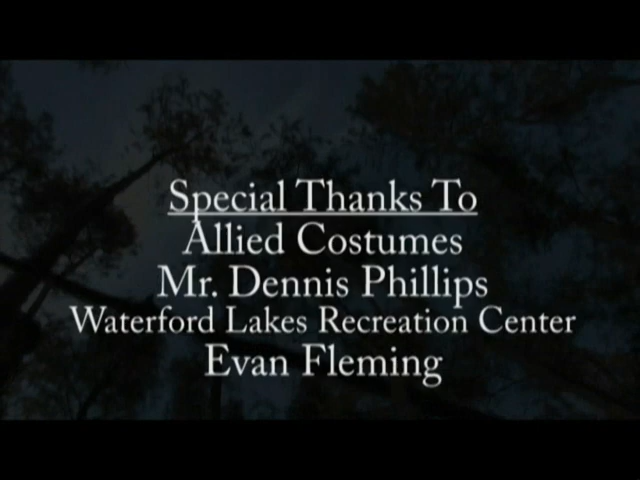 Special Thanks To
Allied Costumes
Mr. Dennis Phillips
Waterford Lakes Recreation Center
Evan Fleming